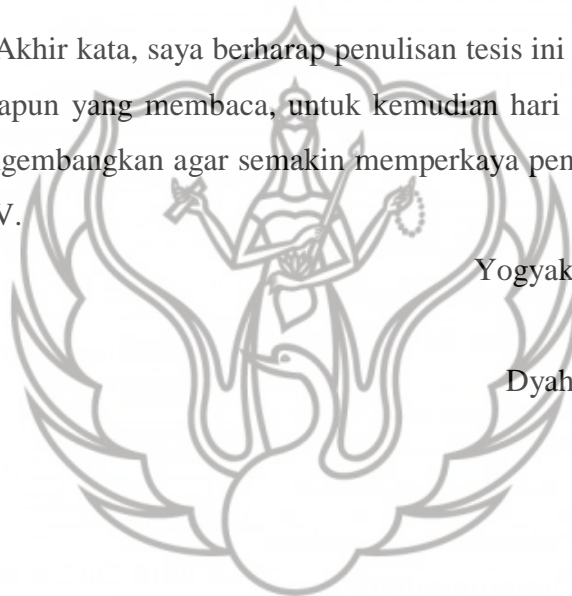 Akhir kata, saya berharap penulisan tesis ini
apun yang membaca, untuk kemudian hari
gembangkan agar semakin memperkaya pen
V.
Yogyak
Dyah